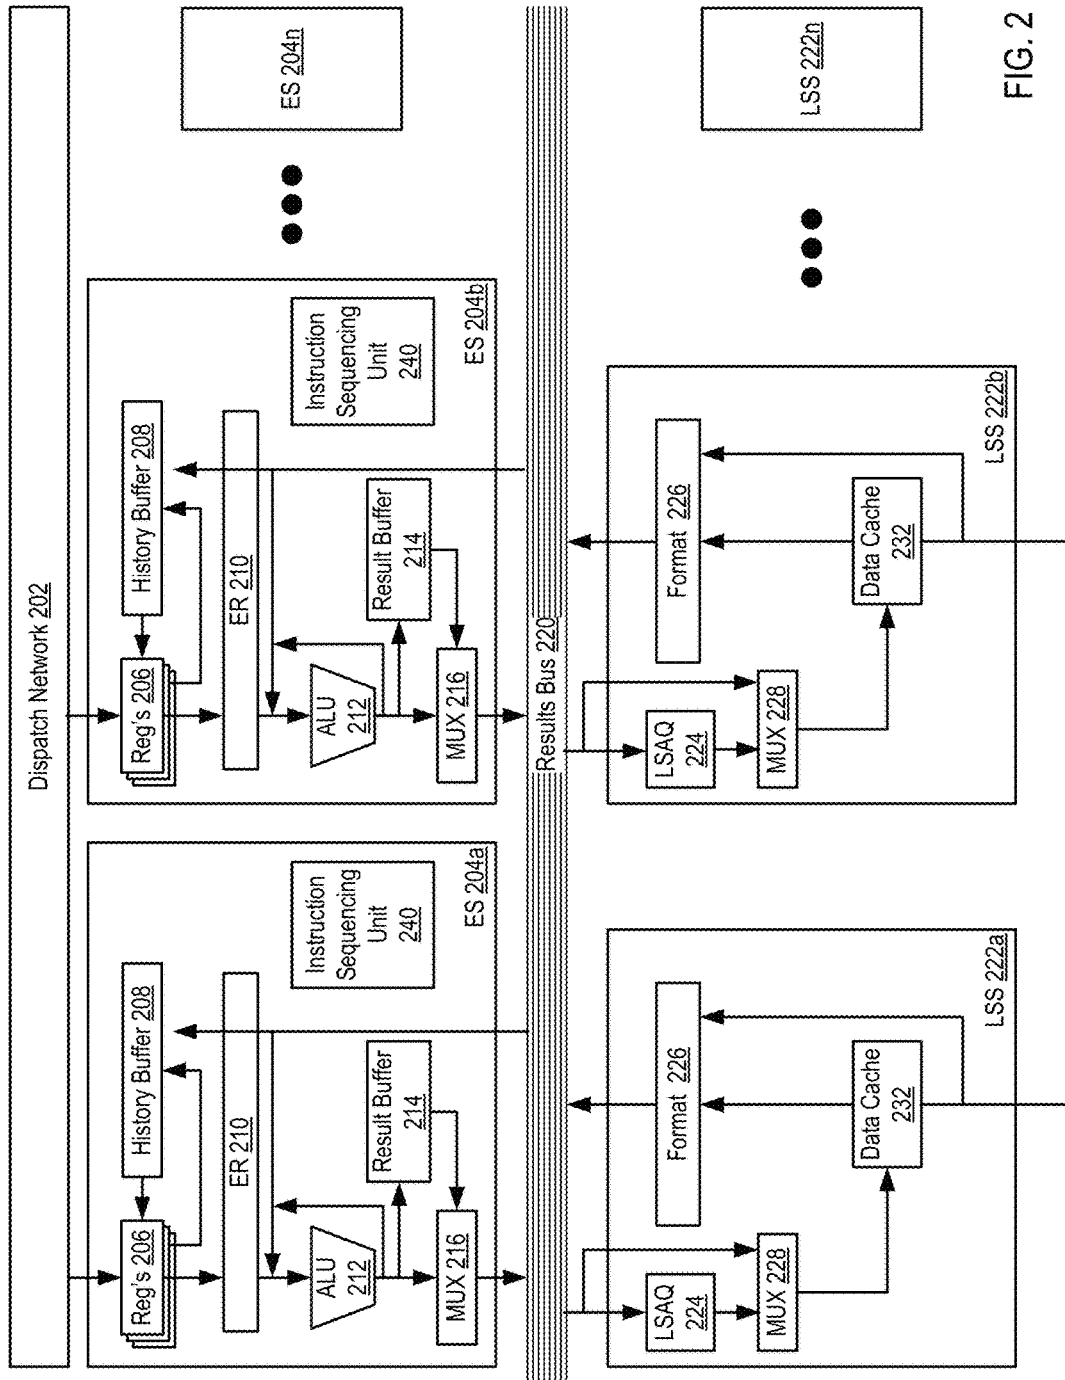 Dispatch Network 202
Reg's 206
History Buffer 208
ER 210
ALU
212
Result Buffer
214
MUX 216
Instruction
Sequencing
Unit
240
ES 204a
Reg's 206
History Buffer 208
ER 210
ALU
212
Result Buffer
214
MUX 216
Instruction
Sequencing
Unit
240
ES 204b
ES 204n
Results Bus 220
LSAQ
224
MUX 228
Format 226
Data Cache
232
LSS 222a
LSAQ
224
MUX 228
Format 226
Data Cache
232
LSS 222b
LSS 222n
FIG. 2